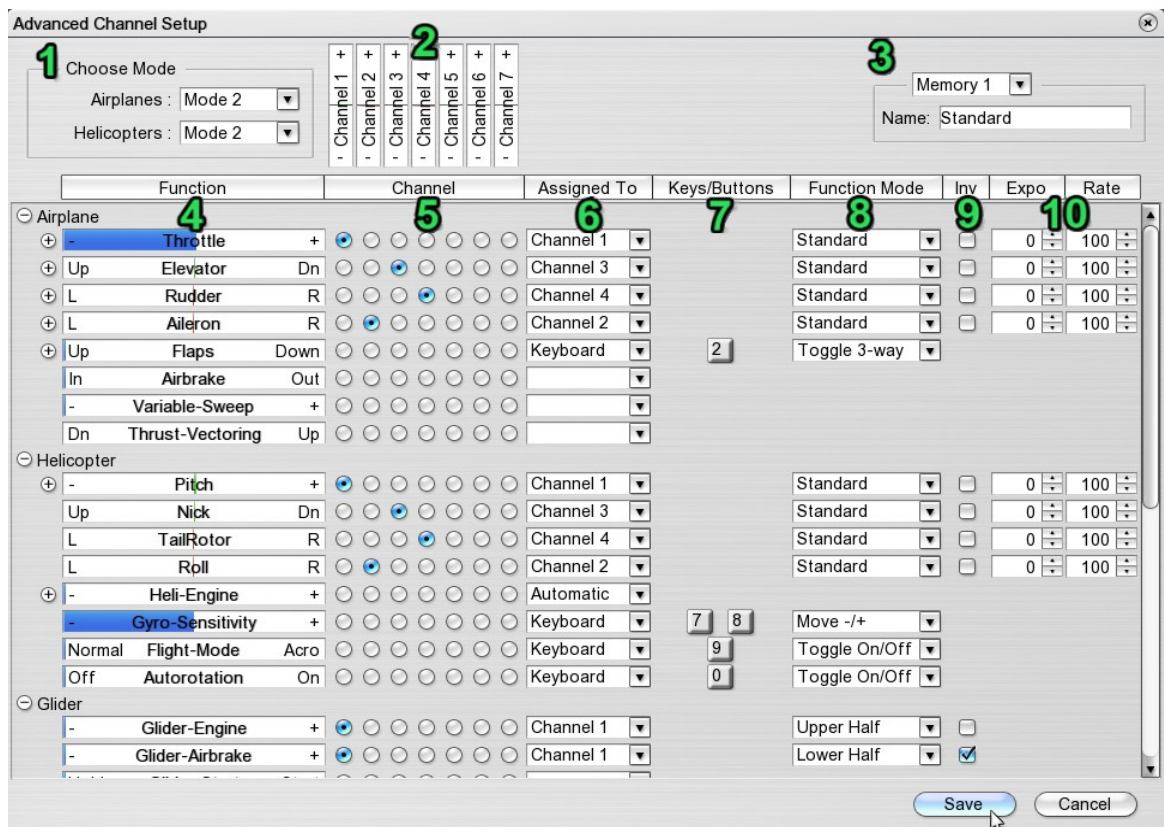 Advanced Channel Setup
1 2 3
Choose Mode
Airplanes : Mode 2
Helicopters : Mode 2
- Channel 1 +
- Channel 2 +
- Channel 3 +
- Channel 4
- Channel 5 +
- Channel 6 +
- Channel 7 +
Memory 1
Name: Standard
Function Channel Assigned To Keys/Buttons Function Mode Inv Expo Rate
4 5 6 7 8 9 10
Airplane
- Throttle + Channel 1 Standard 0 100
Up Elevator Dn Channel 3 Standard 0 100
L Rudder R Channel 4 Standard 0 100
L Aileron R Channel 2 Standard 0 100
Up Flaps Down Keyboard 2 Toggle 3-way
In Airbrake Out
- Variable-Sweep +
Dn Thrust-Vectoring Up
Helicopter
- Pitch + Channel 1 Standard 0 100
Up Nick Dn Channel 3 Standard 0 100
L TailRotor R Channel 4 Standard 0 100
L Roll R Channel 2 Standard 0 100
- Heli-Engine + Automatic
- Gyro-Sensitivity + Keyboard 7 8 Move -/+
Normal Flight-Mode Acro Keyboard 9 Toggle On/Off
Off Autorotation On Keyboard 0 Toggle On/Off
Glider
- Glider-Engine + Channel 1 Upper Half
- Glider-Airbrake + Channel 1 Lower Half
Save Cancel